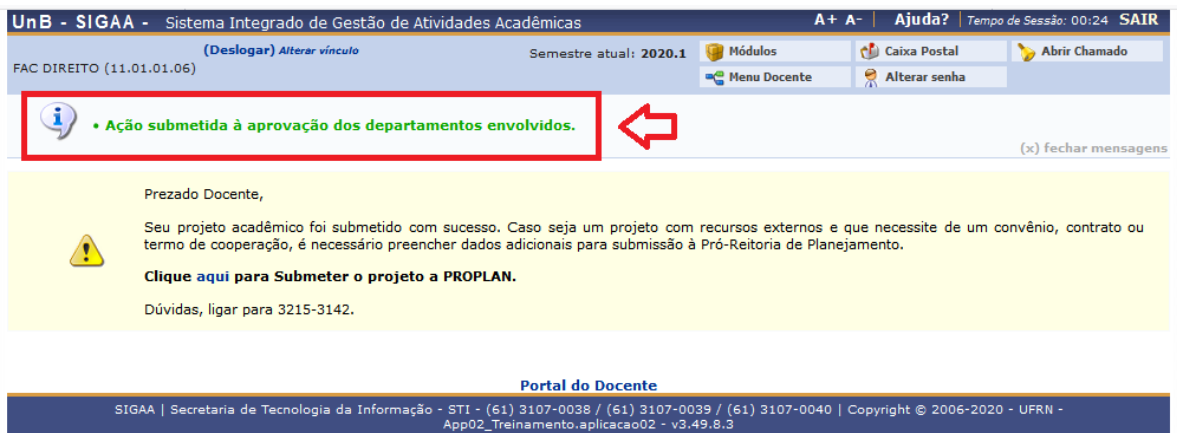 UnB - SIGAA - Sistema Integrado de Gestão de Atividades Acadêmicas A+ A- | Ajuda? | Tempo de Sessão: 00:24 SAIR
(Deslogar) Alterar vínculo Semestre atual: 2020.1 Módulos Caixa Postal Abrir Chamado
FAC DIREITO (11.01.01.06)
Menu Docente Alterar senha
• Ação submetida à aprovação dos departamentos envolvidos.
(x) fechar mensagens
Prezado Docente,
Seu projeto acadêmico foi submetido com sucesso. Caso seja um projeto com recursos externos e que necessite de um convênio, contrato ou
termo de cooperação, é necessário preencher dados adicionais para submissão à Pró-Reitoria de Planejamento.
Clique aqui para Submeter o projeto a PROPLAN.
Dúvidas, ligar para 3215-3142.
Portal do Docente
SIGAA | Secretaria de Tecnologia da Informação - STI - (61) 3107-0038 / (61) 3107-0039 / (61) 3107-0040 | Copyright © 2006-2020 - UFRN -
App02_Treinamento.aplicacao02 - v3.49.8.3